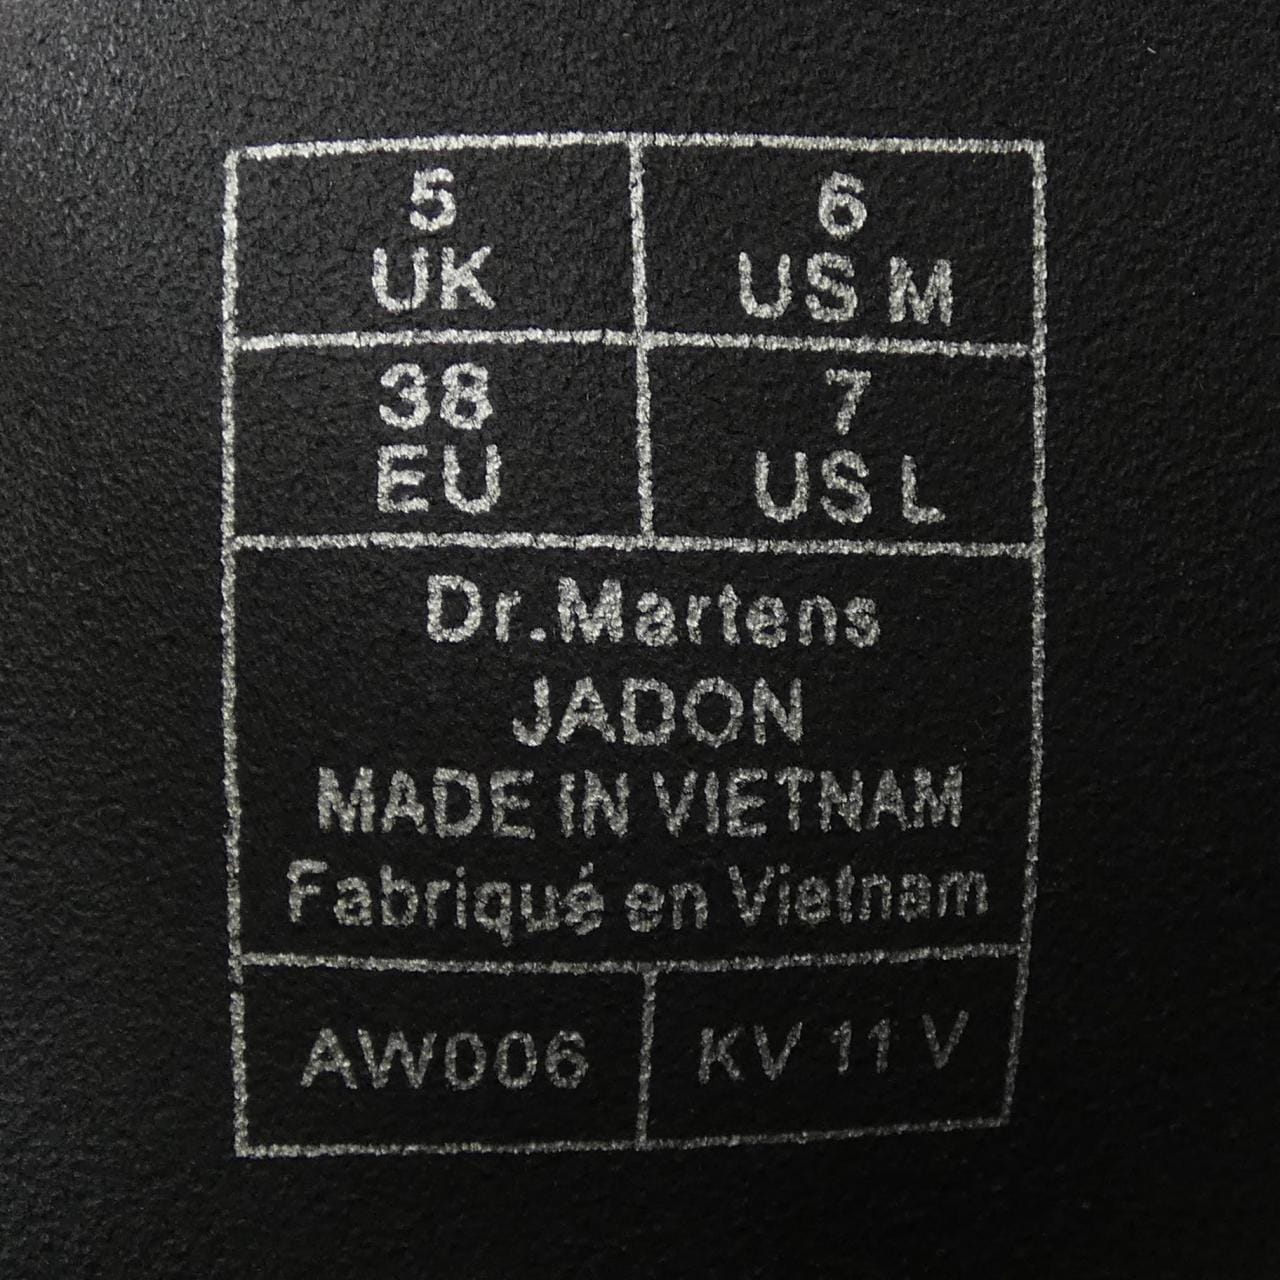 5
UK
6
US M
38
EU
7
US L
Dr.Martens
JADON
MADE IN VIETNAM
Fabriqué en Vietnam
AW006
KV 11 V